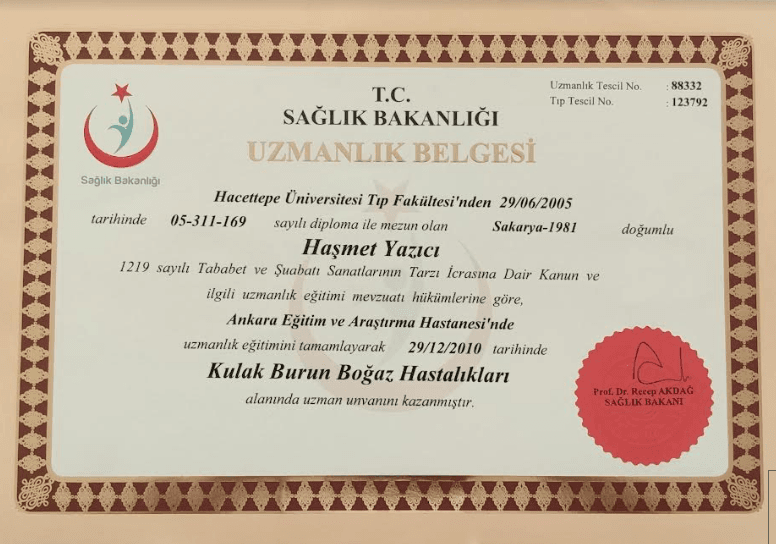 Uzmanlık Tescil No. : 88332
Tıp Tescil No. : 123792
T.C.
SAĞLIK BAKANLIĞI
UZMANLIK BELGESİ
Sağlık Bakanlığı
Hacettepe Üniversitesi Tıp Fakültesi'nden 29/06/2005
tarihinde 05-311-169 sayılı diploma ile mezun olan Sakarya-1981 doğumlu
Haşmet Yazıcı
1219 sayılı Tababet ve Şuabatı Sanatlarının Tarzı İcrasına Dair Kanun ve
ilgili uzmanlık eğitimi mevzuatı hükümlerine göre,
Ankara Eğitim ve Araştırma Hastanesi'nde
uzmanlık eğitimini tamamlayarak 29/12/2010 tarihinde
Kulak Burun Boğaz Hastalıkları
alanında uzman unvanını kazanmıştır.
Prof. Dr. Recep AKDAĞ
SAĞLIK BAKANI